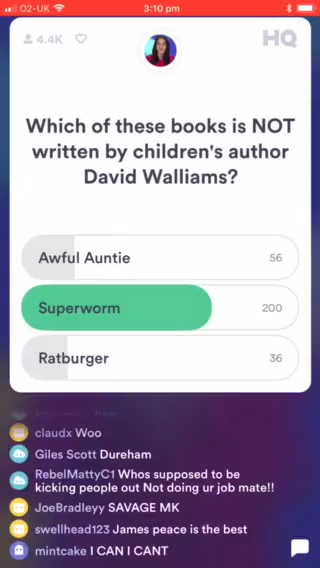 O2-UK 3:10 pm
4.4K HQ
Which of these books is NOT
written by children's author
David Walliams?
Awful Auntie 56
Superworm 200
Ratburger 36
claudx Woo
Giles Scott Dureham
RebelMattyC1 Whos supposed to be
kicking people out Not doing ur job mate!!
JoeBradleyy SAVAGE MK
swellhead123 James peace is the best
mintcake I CAN I CANT